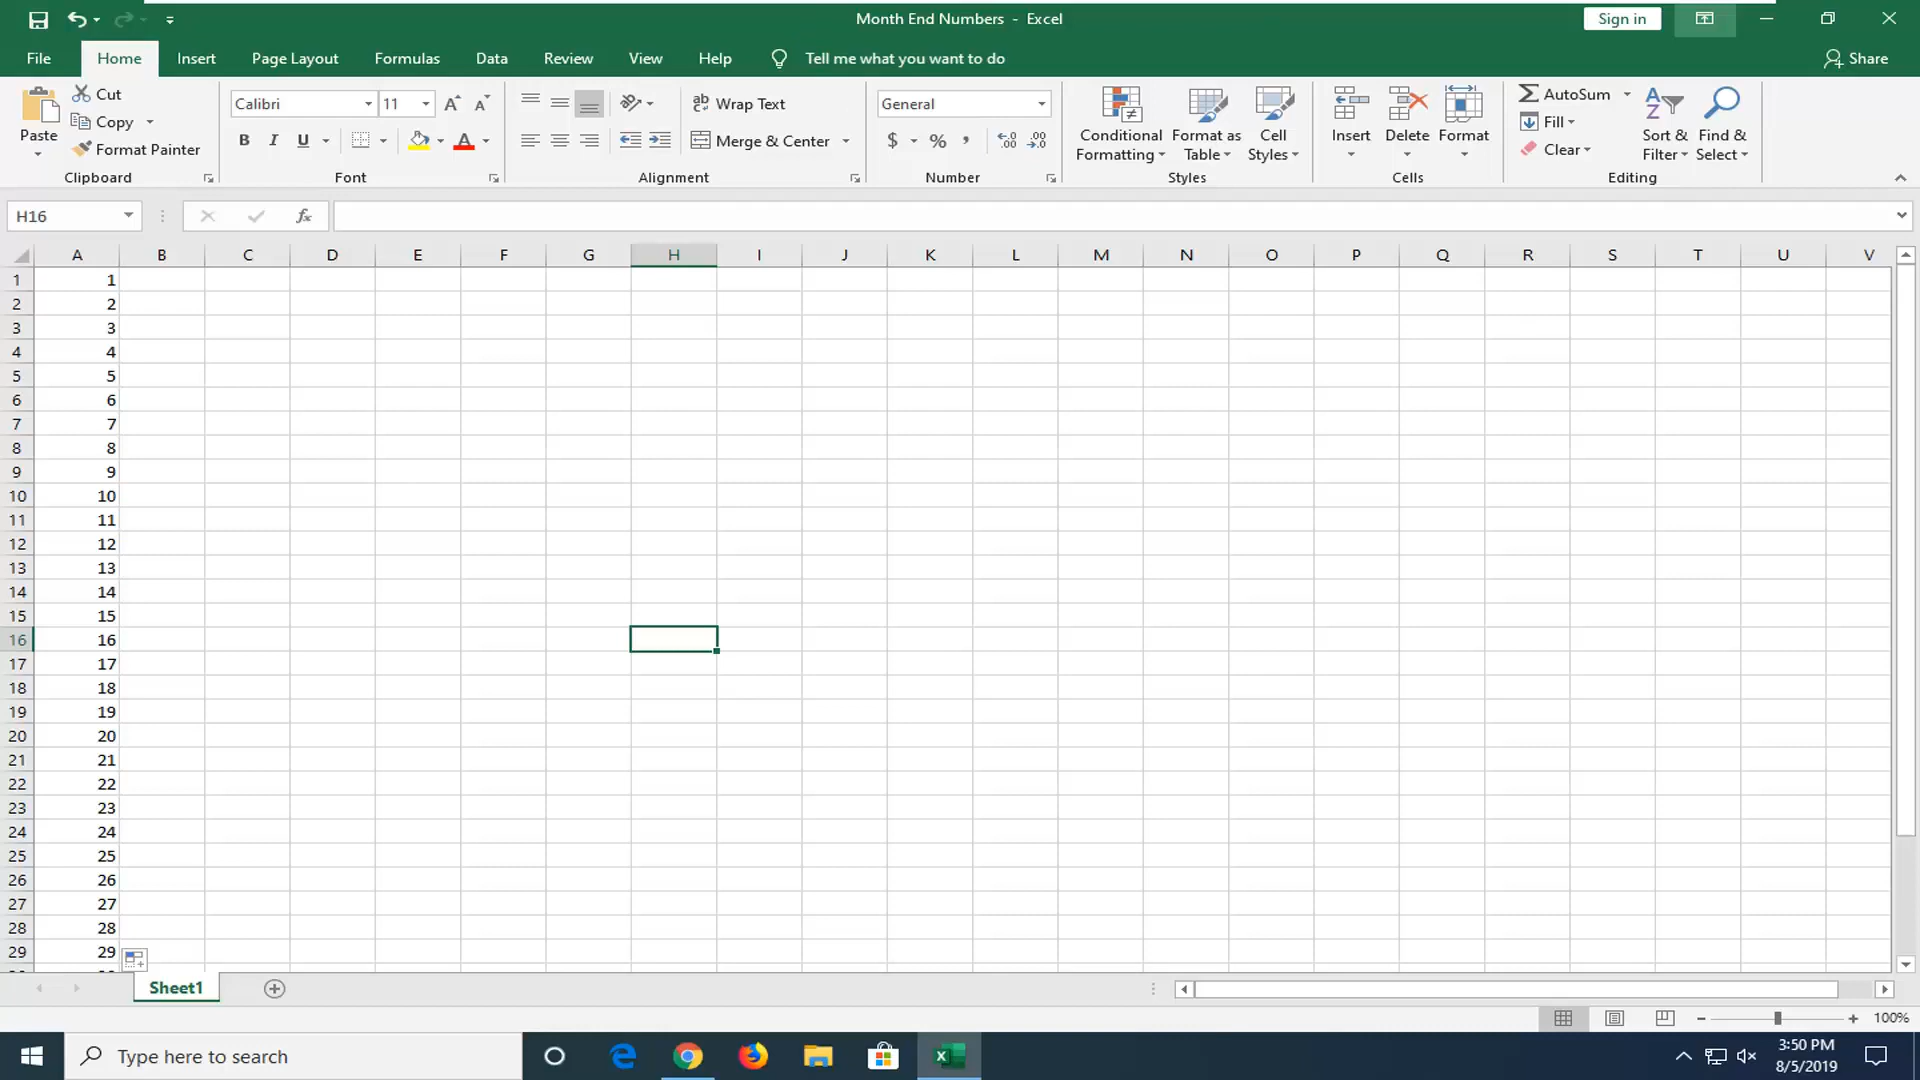 Month End Numbers - Excel
Sign in
File Home Insert Page Layout Formulas Data Review View Help Tell me what you want to do Share
Paste
Cut
Copy
Format Painter
Clipboard
Calibri 11
B I U
Font
Wrap Text
Merge & Center
Alignment
General
$ % ,
Number
Conditional Formatting
Format as Table
Cell Styles
Styles
Insert Delete Format
Cells
AutoSum
Fill
Clear
Sort & Filter
Find & Select
Editing
H16
fx
A B C D E F G H I J K L M N O P Q R S T U V
1 1
2 2
3 3
4 4
5 5
6 6
7 7
8 8
9 9
10 10
11 11
12 12
13 13
14 14
15 15
16 16
17 17
18 18
19 19
20 20
21 21
22 22
23 23
24 24
25 25
26 26
27 27
28 28
29 29
Sheet1
100%
Type here to search
3:50 PM
8/5/2019